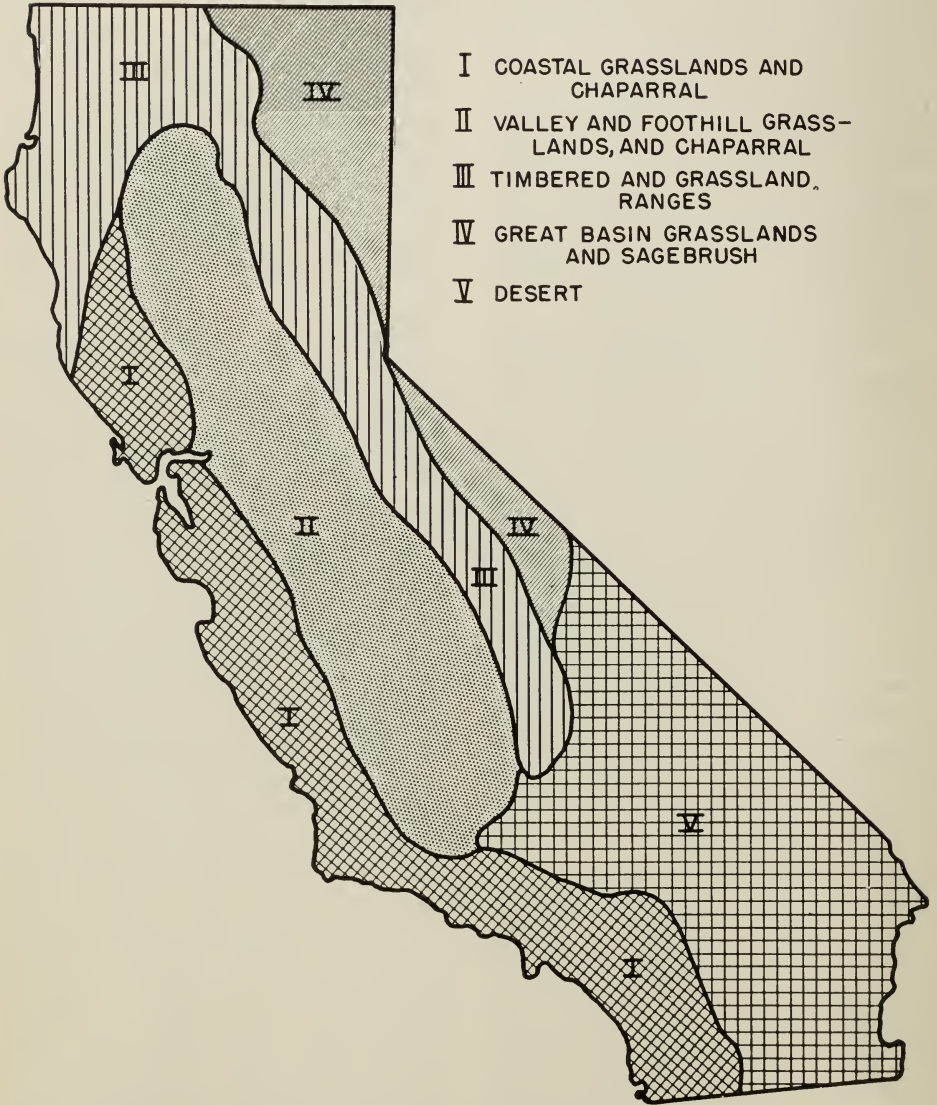 I COASTAL GRASSLANDS AND
CHAPARRAL
II VALLEY AND FOOTHILL GRASS-
LANDS, AND CHAPARRAL
III TIMBERED AND GRASSLAND.
RANGES
IV GREAT BASIN GRASSLANDS
AND SAGEBRUSH
V DESERT
III
IV
I
II
IV
III
I
V
I